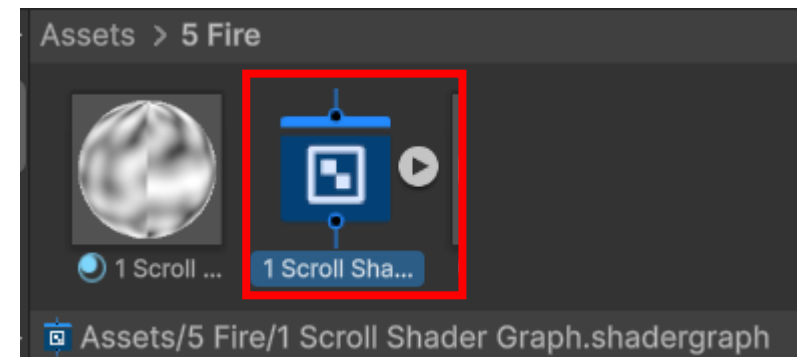 Assets > 5 Fire
1 Scroll ...
1 Scroll Sha...
Assets/5 Fire/1 Scroll Shader Graph.shadergraph